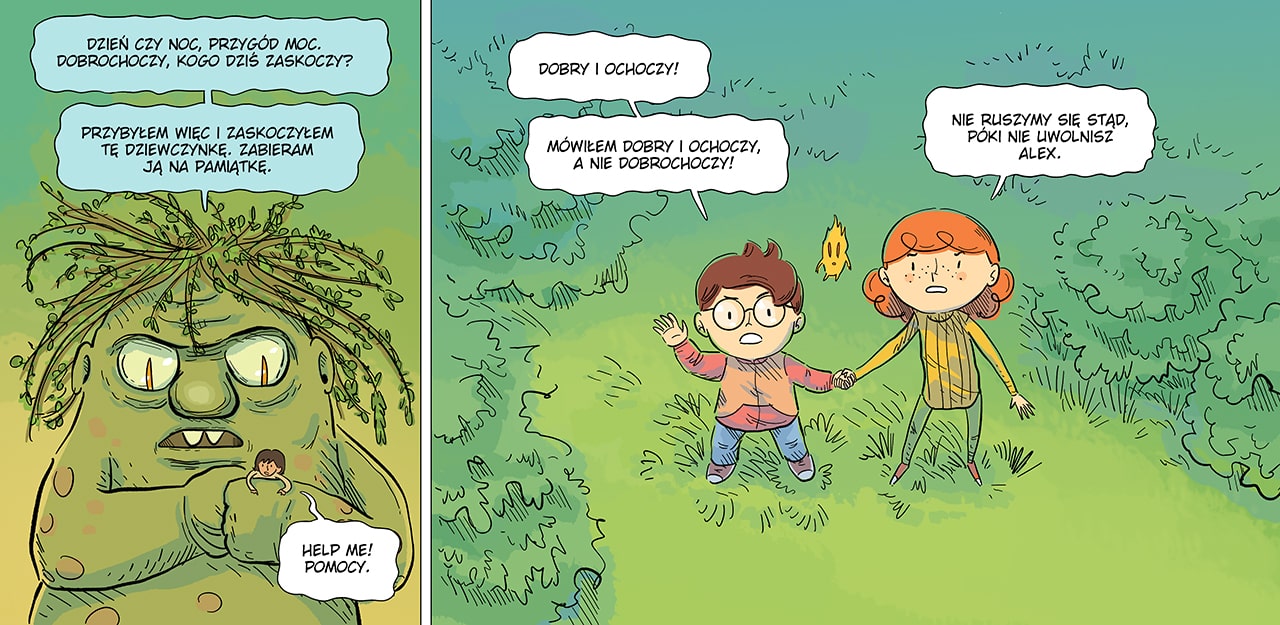 DZIEŃ CZY NOC, PRZYGÓD MOC.
DOBROCHOCZY, KOGO DZIŚ ZASKOCZY?
PRZYBYŁEM WIĘC I ZASKOCZYŁEM
TĘ DZIEWCZYNKĘ. ZABIERAM
JĄ NA PAMIĄTKĘ.
HELP ME!
POMOCY.
DOBRY I OCHOCZY!
MÓWIŁEM DOBRY I OCHOCZY,
A NIE DOBROCHOCZY!
NIE RUSZYMY SIĘ STĄD,
PÓKI NIE UWOLNISZ
ALEX.